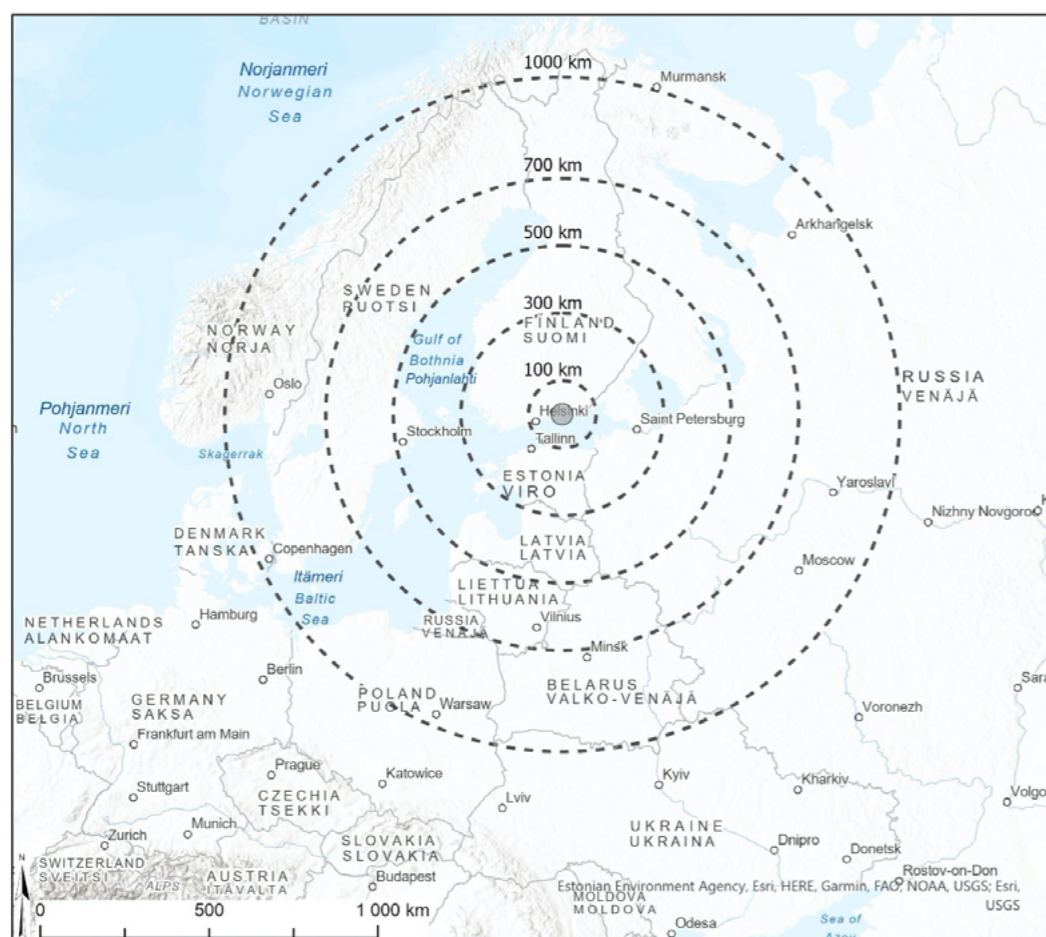 BASIN
1000 km
Norjanmeri
Norwegian
Sea
Murmansk
700 km
Arkhangelsk
500 km
SWEDEN
RUOTSI
300 km
FINLAND
SUOMI
NORWAY
NORJA
Gulf of
Bothnia
Pohjanlahti
100 km
RUSSIA
VENÄJÄ
Oslo
Pohjanmeri
North
Sea
Helsinki
Saint Petersburg
Stockholm
Tallinn
Skagerrak
ESTONIA
VIRO
Yaroslavl
Nizhny Novgorod
K
DENMARK
TANSKA
Copenhagen
LATVIA
LATVIA
Moscow
Itämeri
Baltic
Sea
LIETTUA
LITHUANIA
Hamburg
RUSSIA
VENÄJÄ
Vilnius
NETHERLANDS
ALANKOMAAT
Minsk
Brussels
Berlin
BELARUS
VALKO-VENÄJÄ
Sara
BELGIUM
BELGIA
GERMANY
SAKSA
POLAND
PUOLA
Warsaw
Voronezh
Frankfurt am Main
Prague
Katowice
Kyiv
Kharkiv
Stuttgart
CZECHIA
TSEKKI
Lviv
Volgo
Munich
UKRAINE
UKRAINA
Zurich
SLOVAKIA
SLOVAKIA
Dnipro
Donetsk
N
SWITZERLAND
SVEITSI
ALPS
AUSTRIA
ITÄVALTA
Budapest
Rostov-on-Don
Estonian Environment Agency, Esri, HERE, Garmin, FAO, NOAA, USGS; Esri,
USGS
MOLDOVA
MOLDOVA
0 500 1 000 km
Odesa
Sea of
Azov